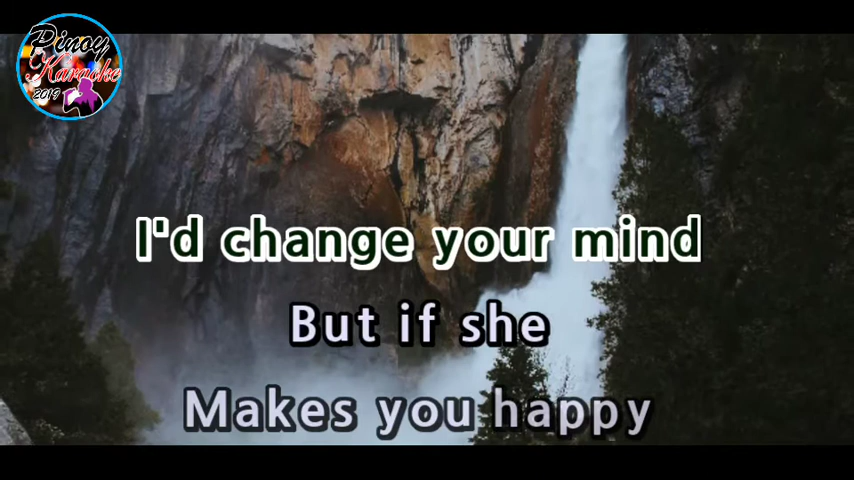 Pinoy
Karaoke
2019
I'd change your mind
But if she
Makes you happy